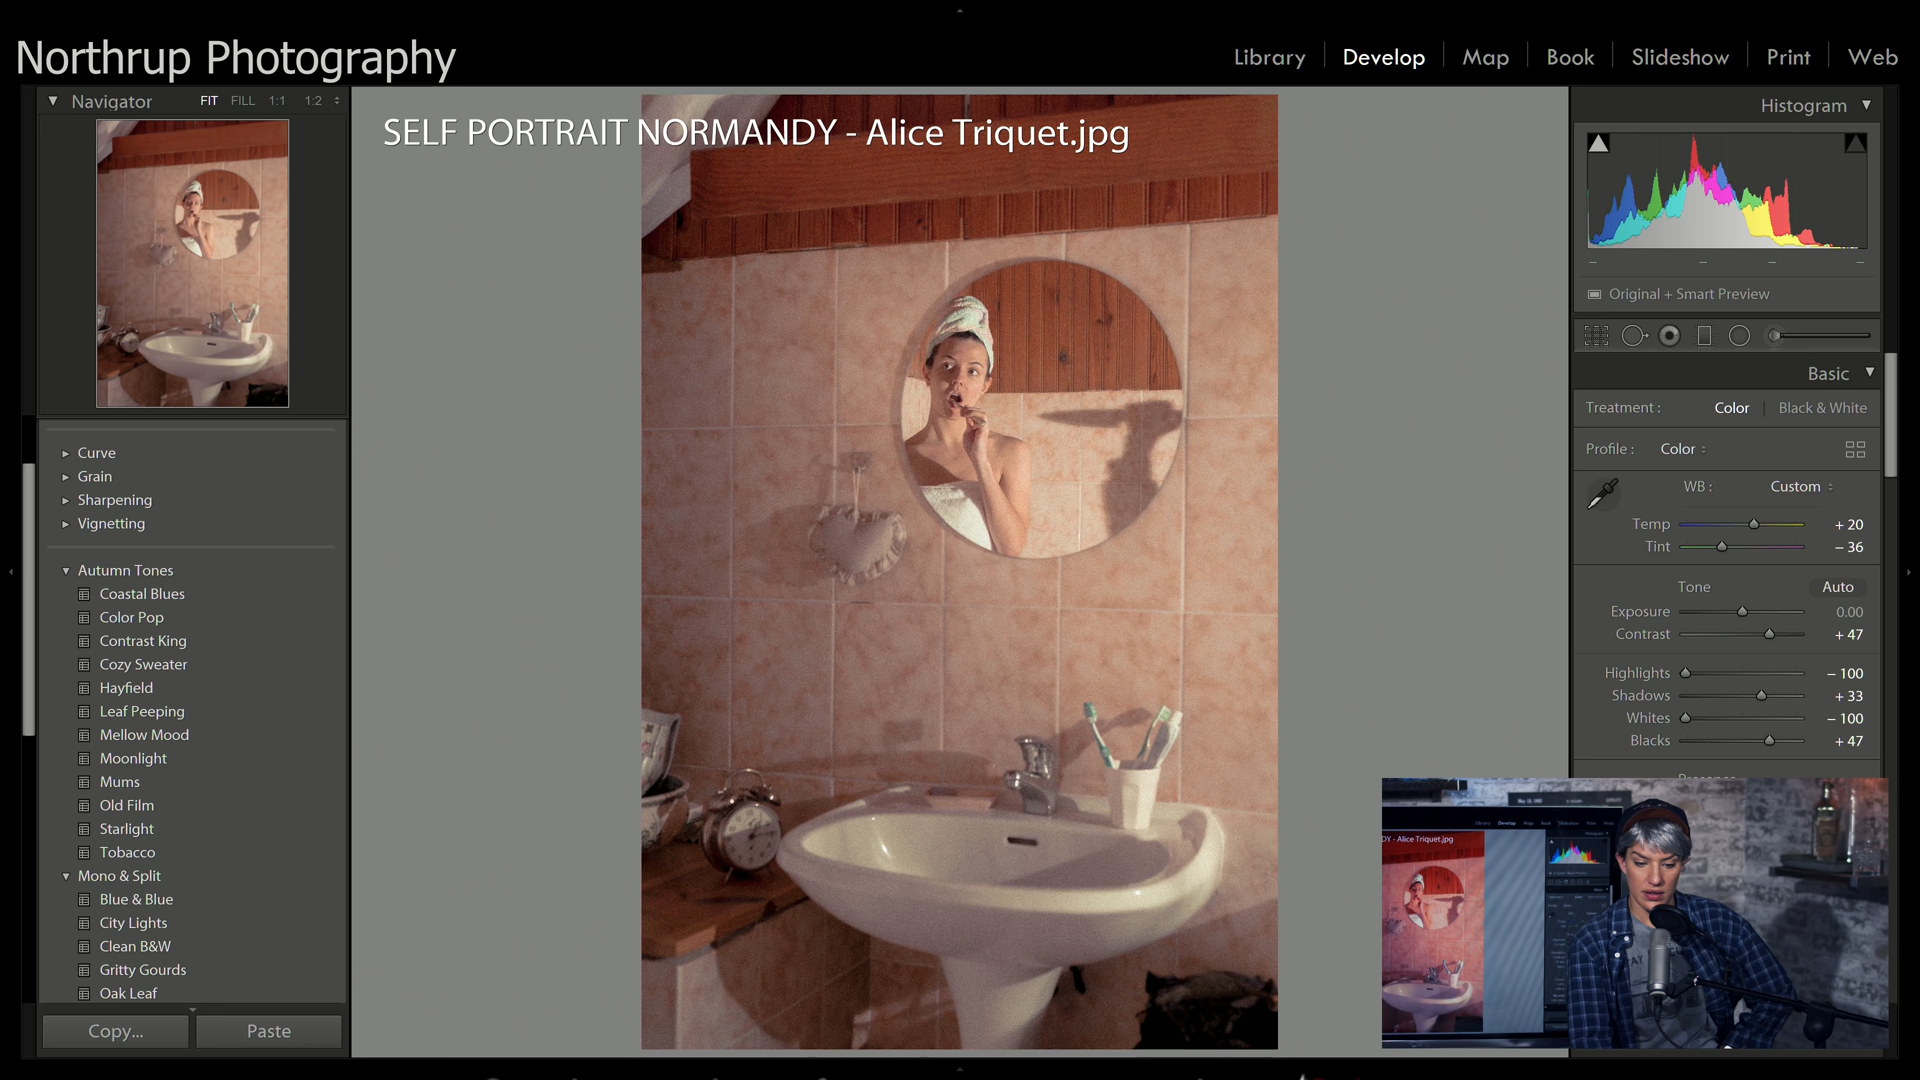 Northrup Photography
Library | Develop | Map | Book | Slideshow | Print | Web
Navigator FIT FILL 1:1 1:2
Curve
Grain
Sharpening
Vignetting
Autumn Tones
Coastal Blues
Color Pop
Contrast King
Cozy Sweater
Hayfield
Leaf Peeping
Mellow Mood
Moonlight
Mums
Old Film
Starlight
Tobacco
Mono & Split
Blue & Blue
City Lights
Clean B&W
Gritty Gourds
Oak Leaf
Copy... Paste
SELF PORTRAIT NORMANDY - Alice Triquet.jpg
Histogram
Original + Smart Preview
Basic
Treatment : Color | Black & White
Profile : Color
WB : Custom
Temp + 20
Tint − 36
Tone Auto
Exposure 0.00
Contrast + 47
Highlights − 100
Shadows + 33
Whites − 100
Blacks + 47
DY - Alice Triquet.jpg